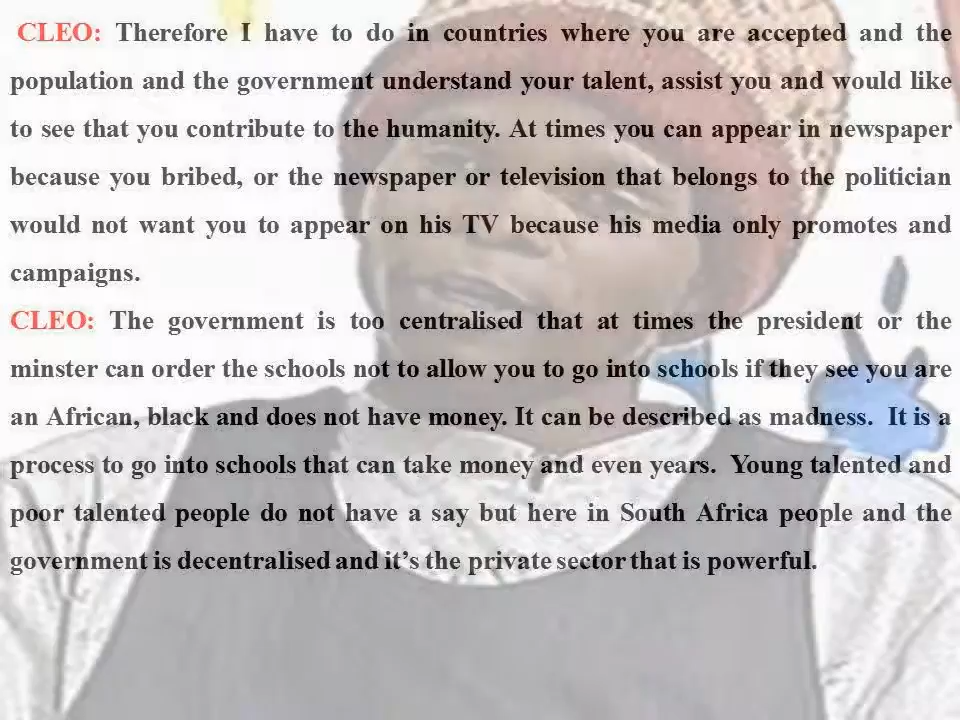 CLEO: Therefore I have to do in countries where you are accepted and the
population and the government understand your talent, assist you and would like
to see that you contribute to the humanity. At times you can appear in newspaper
because you bribed, or the newspaper or television that belongs to the politician
would not want you to appear on his TV because his media only promotes and
campaigns.
CLEO: The government is too centralised that at times the president or the
minster can order the schools not to allow you to go into schools if they see you are
an African, black and does not have money. It can be described as madness. It is a
process to go into schools that can take money and even years. Young talented and
poor talented people do not have a say but here in South Africa people and the
government is decentralised and it’s the private sector that is powerful.